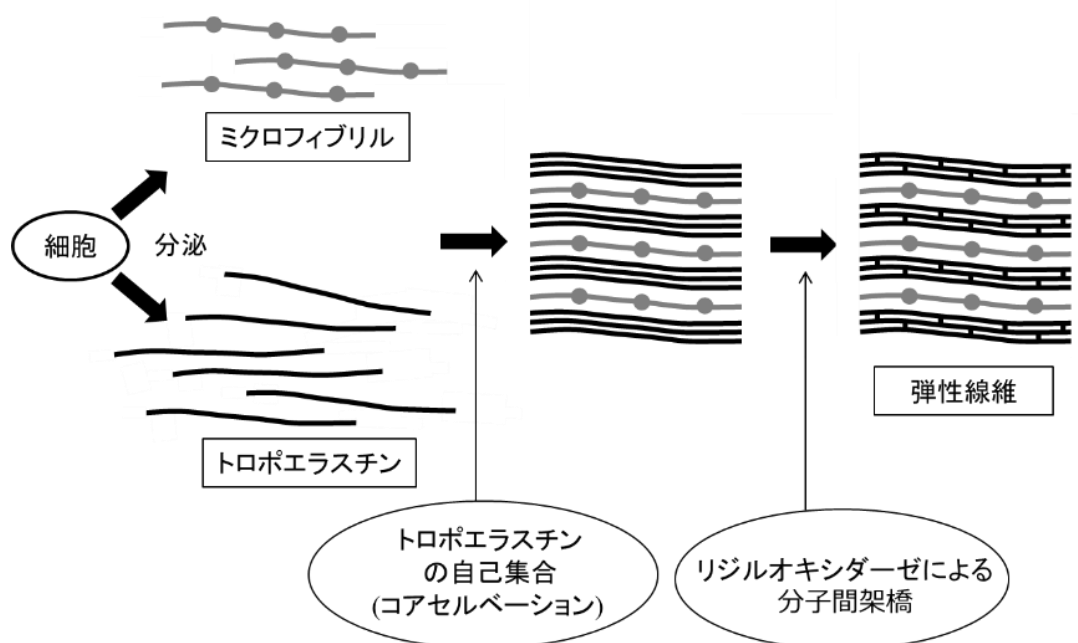 ミクロフィブリル
細胞
分泌
トロポエラスチン
弾性線維
トロポエラスチン
の自己集合
(コアセルベーション)
リジルオキシダーゼによる
分子間架橋